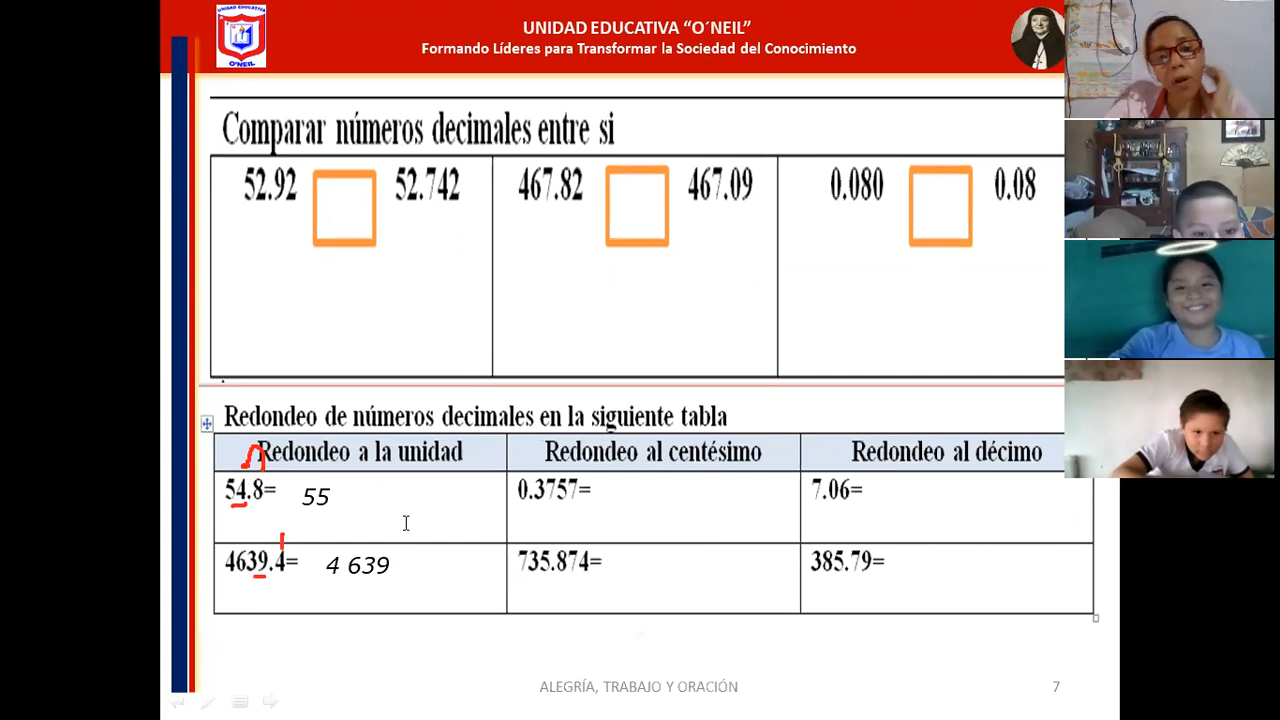 UNIDAD EDUCATIVA
O'NEIL
UNIDAD EDUCATIVA “O´NEIL”
Formando Líderes para Transformar la Sociedad del Conocimiento
Comparar números decimales entre si
52.92 52.742 467.82 467.09 0.080 0.08
Redondeo de números decimales en la siguiente tabla
Redondeo a la unidad Redondeo al centésimo Redondeo al décimo
54.8= 55 0.3757= 7.06=
4639.4= 4 639 735.874= 385.79=
ALEGRÍA, TRABAJO Y ORACIÓN 7